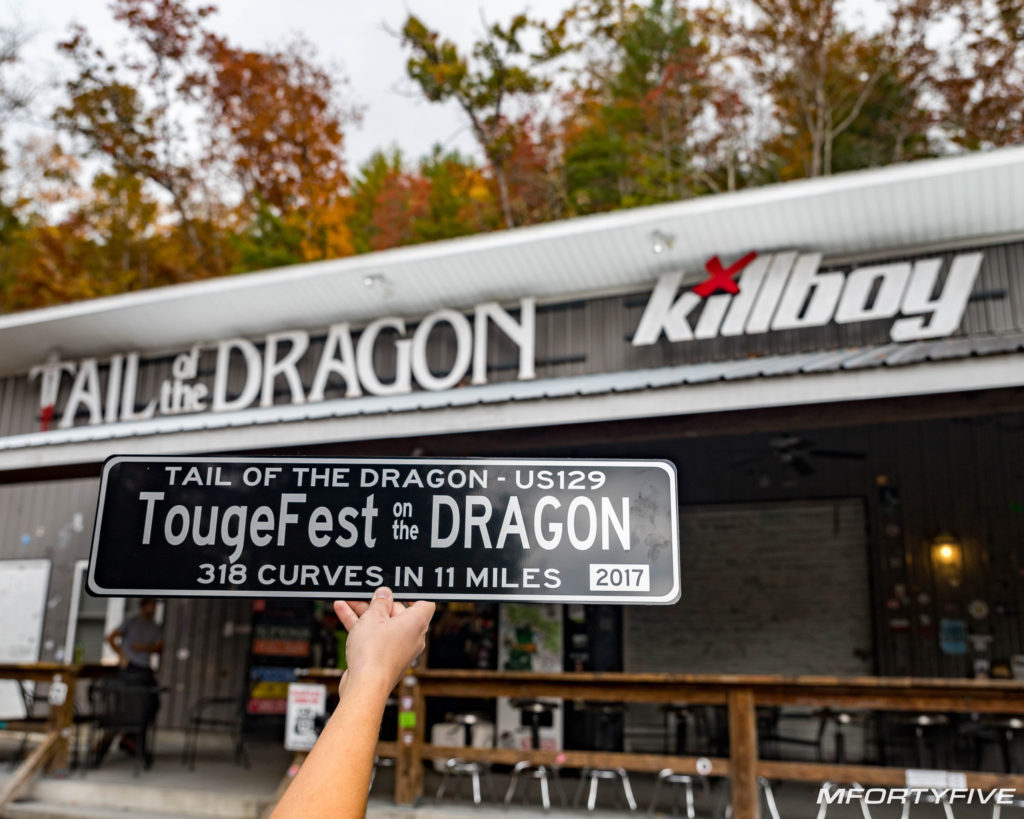 TAIL of the DRAGON
killboy
TAIL OF THE DRAGON - US129
TougeFest on the DRAGON
318 CURVES IN 11 MILES
2017
MFORTYFIVE